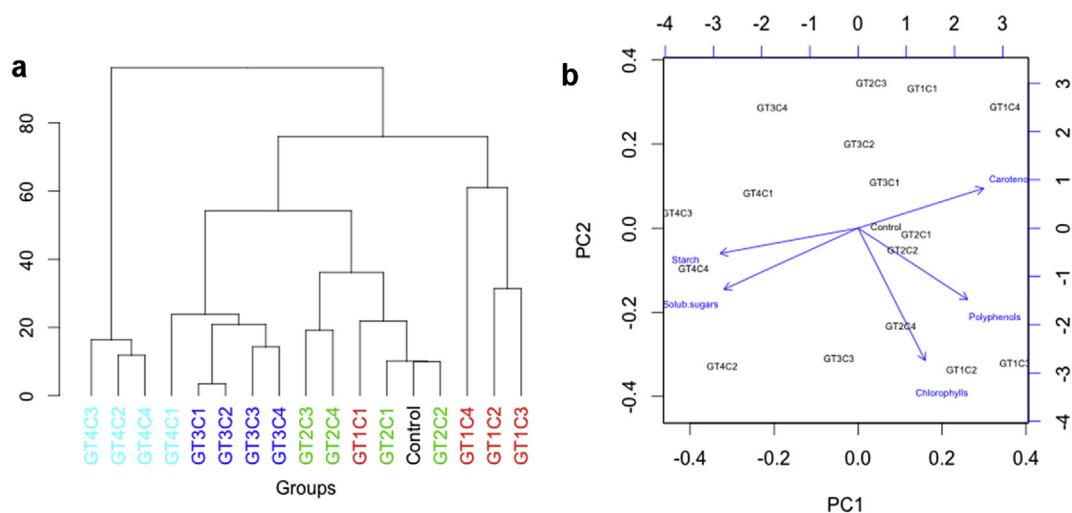 a
0 20 40 60 80
GT4C3 GT4C2 GT4C4 GT4C1 GT3C1 GT3C2 GT3C3 GT3C4 GT2C3 GT2C4 GT1C1 GT2C1 Control GT2C2 GT1C4 GT1C2 GT1C3
Groups
b
-4 -3 -2 -1 0 1 2 3
0.4
0.2
0.0
-0.2
-0.4
PC2
3
2
1
0
-1
-2
-3
-4
GT2C3
GT1C1
GT3C4
GT1C4
GT3C2
GT3C1
Caroteno
GT4C1
GT4C3
Control
GT2C1
GT2C2
Starch
GT4C4
Solub.sugars
Polyphenols
GT2C4
GT3C3
GT4C2
GT1C2
GT1C3
Chlorophylls
-0.4 -0.2 0.0 0.2 0.4
PC1